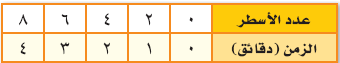 عدد الأسطر ٠ ٢ ٤ ٦ ٨
الزمن (دقائق) ٠ ١ ٢ ٣ ٤